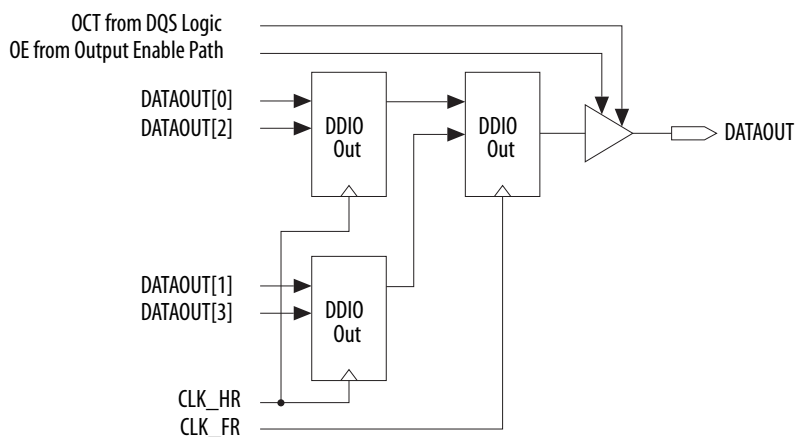 OCT from DQS Logic
OE from Output Enable Path
DATAOUT[0]
DATAOUT[2]
DDIO
Out
DDIO
Out
DATAOUT
DATAOUT[1]
DATAOUT[3]
DDIO
Out
CLK_HR
CLK_FR